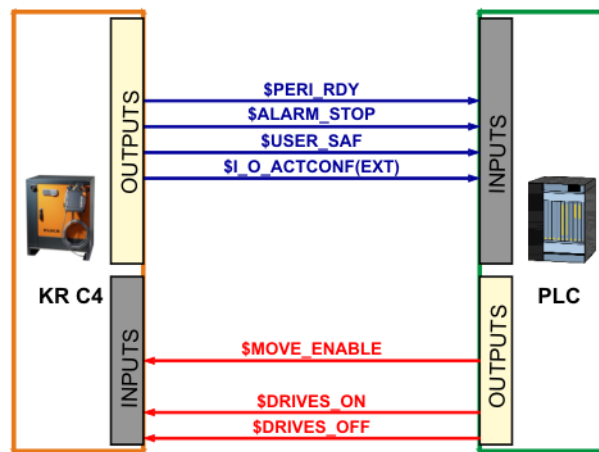 OUTPUTS
$PERI_RDY
$ALARM_STOP
$USER_SAF
$I_O_ACTCONF(EXT)
INPUTS
KR C4
PLC
INPUTS
$MOVE_ENABLE
$DRIVES_ON
$DRIVES_OFF
OUTPUTS